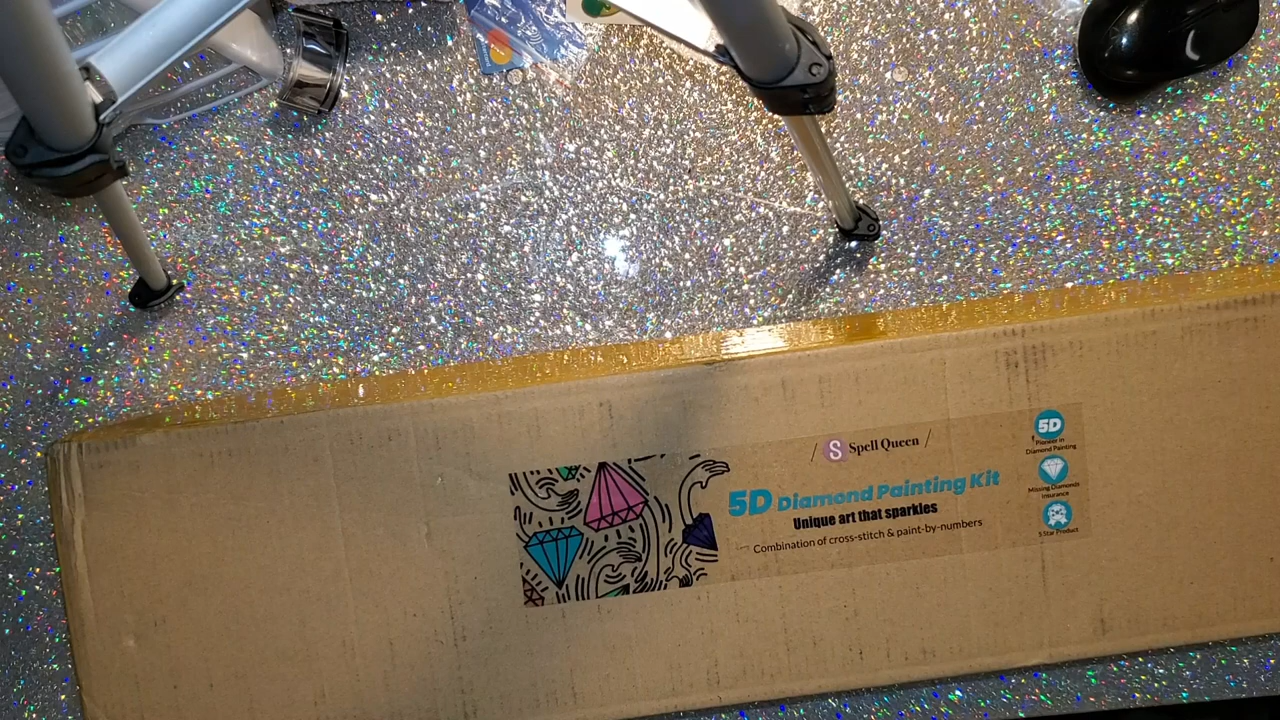 S Spell Queen
5D Diamond Painting Kit
Unique art that sparkles
Combination of cross-stitch & paint-by-numbers
5D
Pioneer in
Diamond Painting
Missing Diamonds
Insurance
5 Star Product